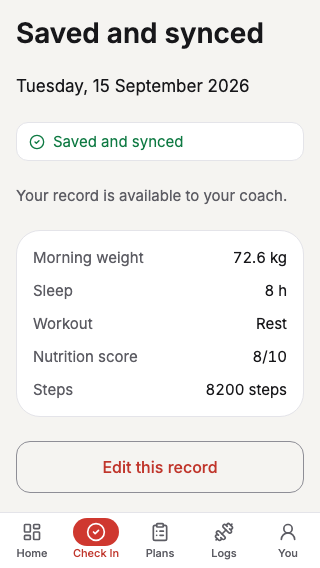 Saved and synced
Tuesday, 15 September 2026
Saved and synced
Your record is available to your coach.
Morning weight 72.6 kg
Sleep 8 h
Workout Rest
Nutrition score 8/10
Steps 8200 steps
Edit this record
Home Check In Plans Logs You